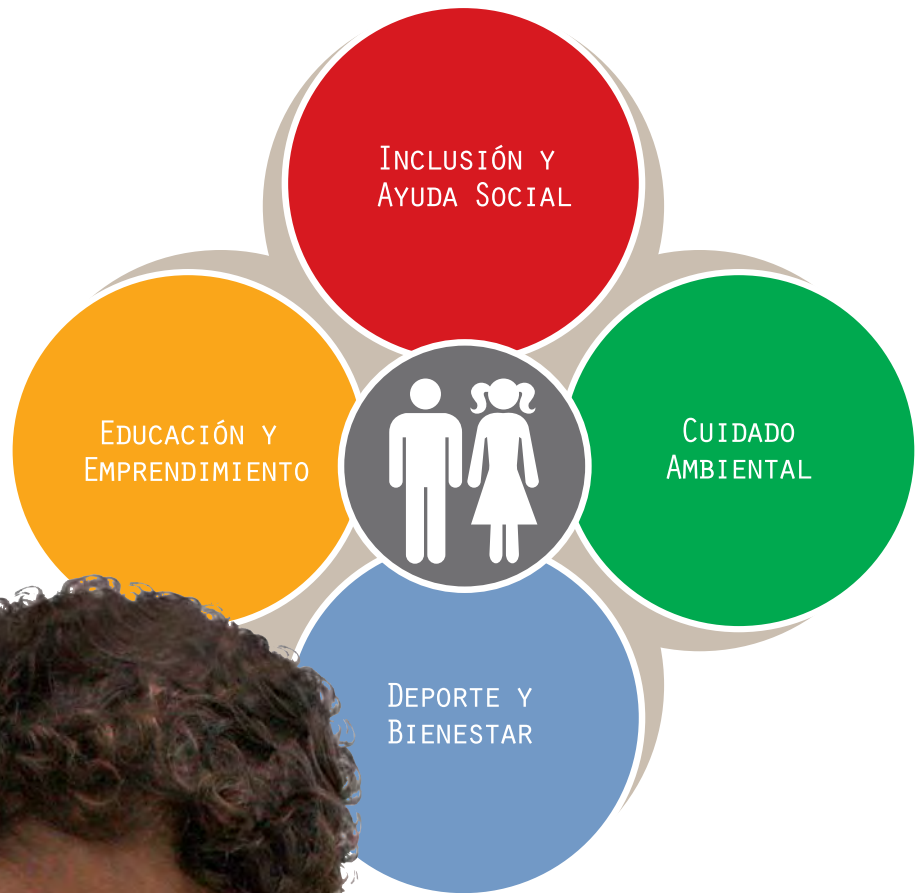 Inclusión y
Ayuda Social
Educación y
Emprendimiento
Cuidado
Ambiental
Deporte y
Bienestar